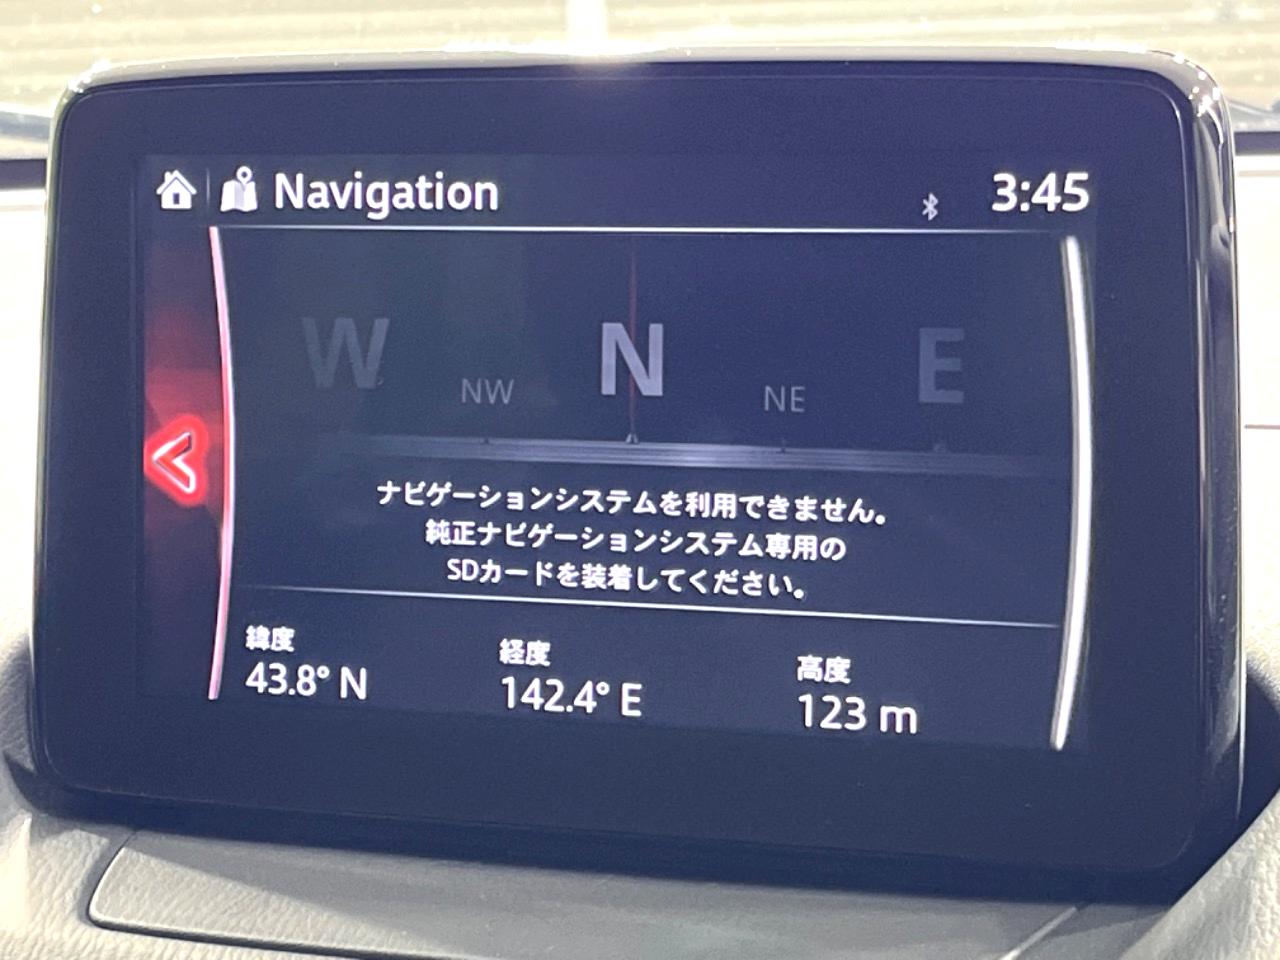 Navigation
3:45
W
NW
N
NE
E
ナビゲーションシステムを利用できません。
純正ナビゲーションシステム専用の
SDカードを装着してください。
緯度
経度
高度
43.8° N
142.4° E
123 m